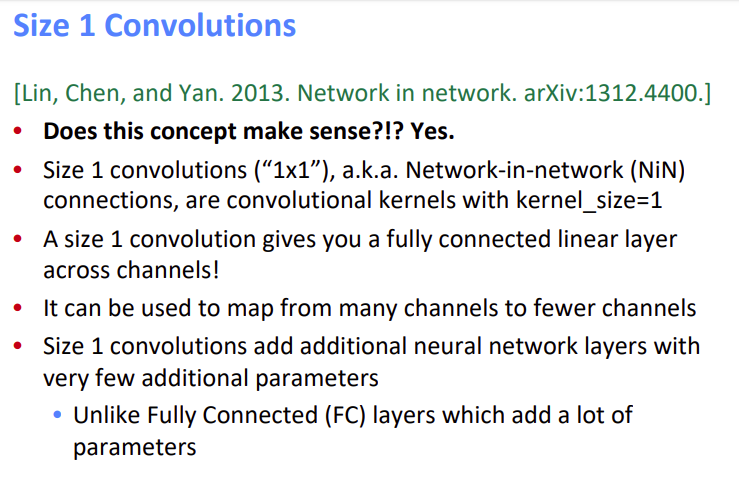 Size 1 Convolutions
[Lin, Chen, and Yan. 2013. Network in network. arXiv:1312.4400.]
• Does this concept make sense?!? Yes.
• Size 1 convolutions (“1x1”), a.k.a. Network-in-network (NiN)
connections, are convolutional kernels with kernel_size=1
• A size 1 convolution gives you a fully connected linear layer
across channels!
• It can be used to map from many channels to fewer channels
• Size 1 convolutions add additional neural network layers with
very few additional parameters
• Unlike Fully Connected (FC) layers which add a lot of
parameters